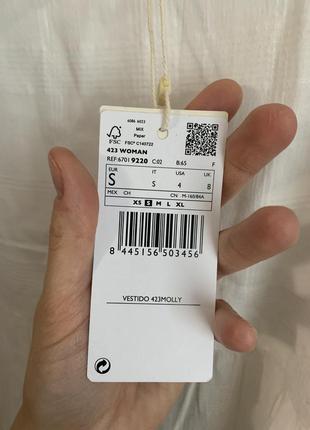 6086 6023
MIX
Paper
FSC
FSC® C140722
423 WOMAN
REF:6701 9220 C:02 B:65 F
EUR IT USA UK
S S 4 8
MEX CH CN M-160/84A
XS S M L XL
8 445156 503456
VESTIDO 423MOLLY